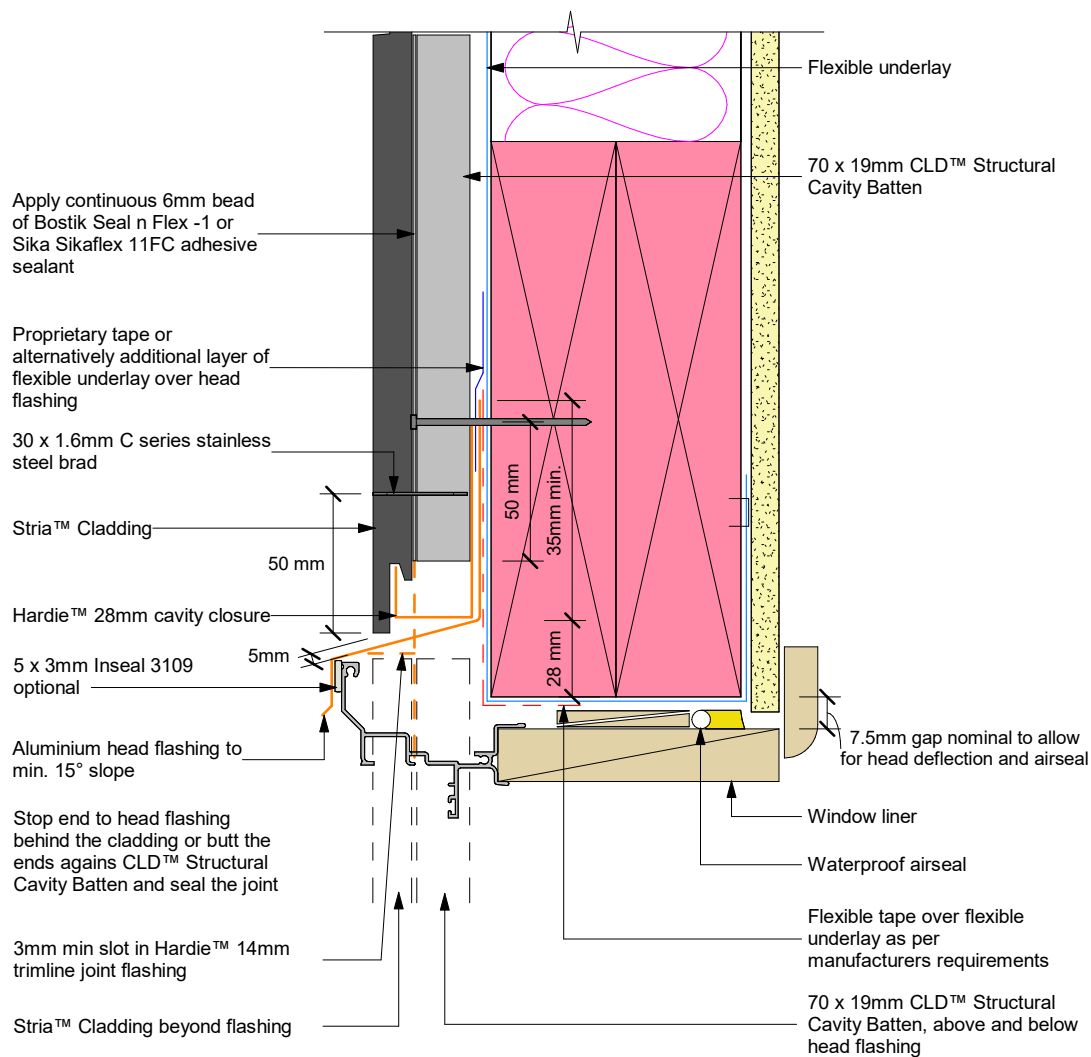 Flexible underlay
70 x 19mm CLD™ Structural
Cavity Batten
Apply continuous 6mm bead
of Bostik Seal n Flex -1 or
Sika Sikaflex 11FC adhesive
sealant
Proprietary tape or
alternatively additional layer of
flexible underlay over head
flashing
30 x 1.6mm C series stainless
steel brad
Stria™ Cladding
50 mm
50 mm
35mm min.
28 mm
Hardie™ 28mm cavity closure
5mm
5 x 3mm Inseal 3109
optional
Aluminium head flashing to
min. 15° slope
7.5mm gap nominal to allow
for head deflection and airseal
Stop end to head flashing
behind the cladding or butt the
ends agains CLD™ Structural
Cavity Batten and seal the joint
Window liner
Waterproof airseal
3mm min slot in Hardie™ 14mm
trimline joint flashing
Flexible tape over flexible
underlay as per
manufacturers requirements
Stria™ Cladding beyond flashing
70 x 19mm CLD™ Structural
Cavity Batten, above and below
head flashing